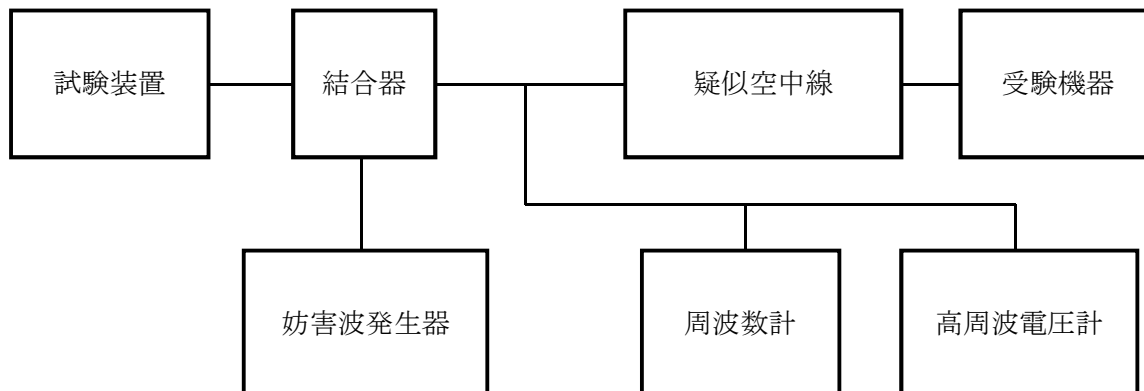 試験装置
結合器
疑似空中線
受験機器
妨害波発生器
周波数計
高周波電圧計